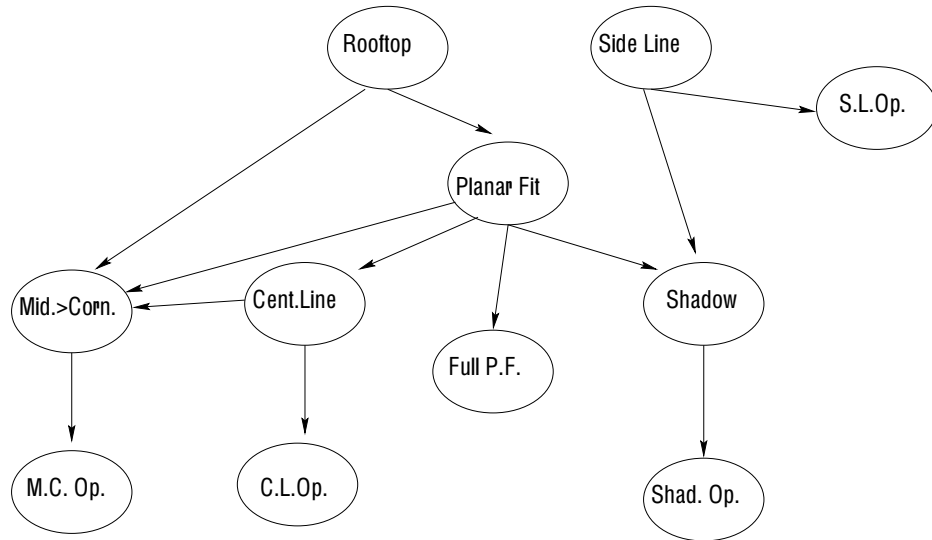 Rooftop
Side Line
S.L.Op.
Planar Fit
Mid.>Corn.
Cent.Line
Shadow
Full P.F.
M.C. Op.
C.L.Op.
Shad. Op.